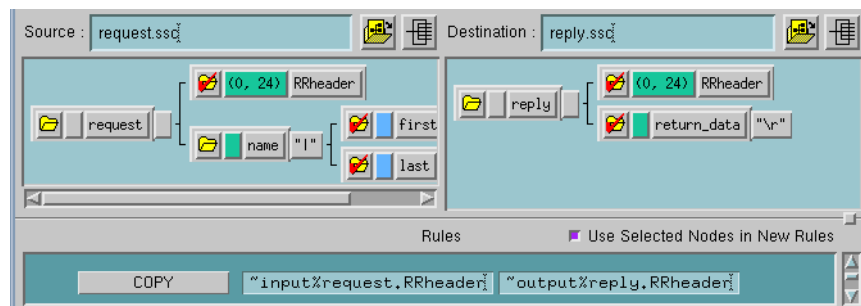 Source : request.ssc Destination : reply.ssc
(0, 24) RRheader (0, 24) RRheader
request reply
name "|" first return_data "\r"
last
Rules Use Selected Nodes in New Rules
COPY ~input%request.RRheader ~output%reply.RRheader